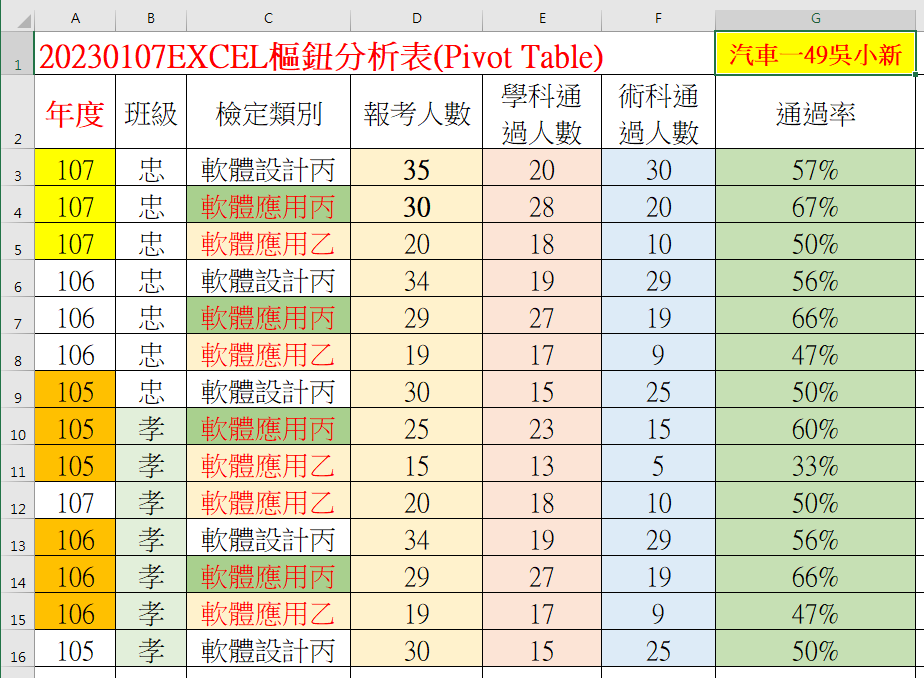 A B C D E F G
1 20230107EXCEL樞鈕分析表(Pivot Table) 汽車一49吳小新
2 年度 班級 檢定類別 報考人數 學科通過人數 術科通過人數 通過率
3 107 忠 軟體設計丙 35 20 30 57%
4 107 忠 軟體應用丙 30 28 20 67%
5 107 忠 軟體應用乙 20 18 10 50%
6 106 忠 軟體設計丙 34 19 29 56%
7 106 忠 軟體應用丙 29 27 19 66%
8 106 忠 軟體應用乙 19 17 9 47%
9 105 忠 軟體設計丙 30 15 25 50%
10 105 孝 軟體應用丙 25 23 15 60%
11 105 孝 軟體應用乙 15 13 5 33%
12 107 孝 軟體應用乙 20 18 10 50%
13 106 孝 軟體設計丙 34 19 29 56%
14 106 孝 軟體應用丙 29 27 19 66%
15 106 孝 軟體應用乙 19 17 9 47%
16 105 孝 軟體設計丙 30 15 25 50%